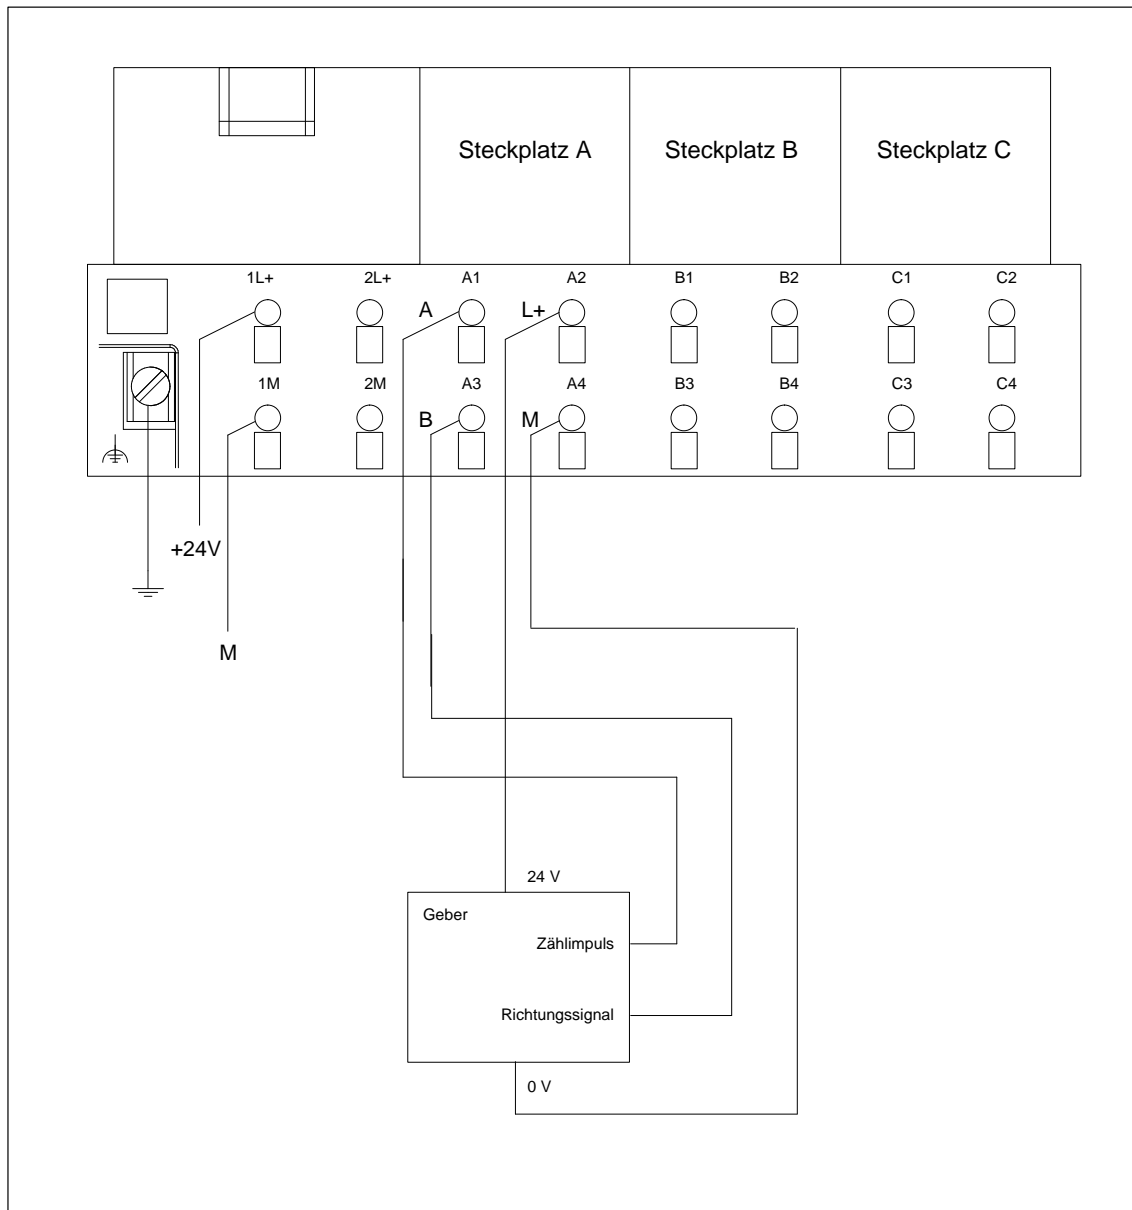 Steckplatz A Steckplatz B Steckplatz C
1L+ 2L+ A1 A2 B1 B2 C1 C2
A L+
1M 2M A3 A4 B3 B4 C3 C4
B M
+24V
M
24 V
Geber
Zählimpuls
Richtungssignal
0 V